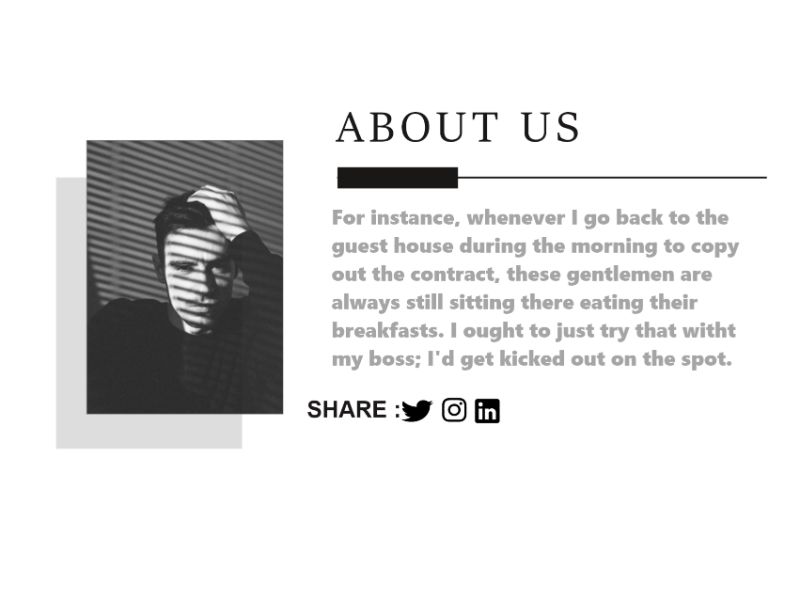 ABOUT US
For instance, whenever I go back to the
guest house during the morning to copy
out the contract, these gentlemen are
always still sitting there eating their
breakfasts. I ought to just try that witht
my boss; I'd get kicked out on the spot.
SHARE :
in